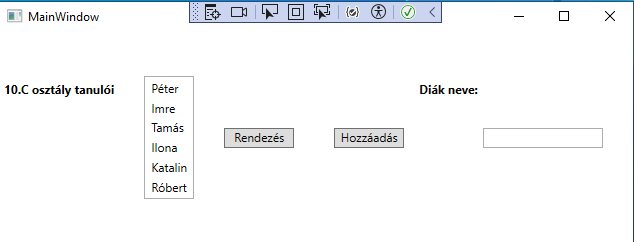 MainWindow
10.C osztály tanulói
Péter
Imre
Tamás
Ilona
Katalin
Róbert
Rendezés
Hozzáadás
Diák neve: